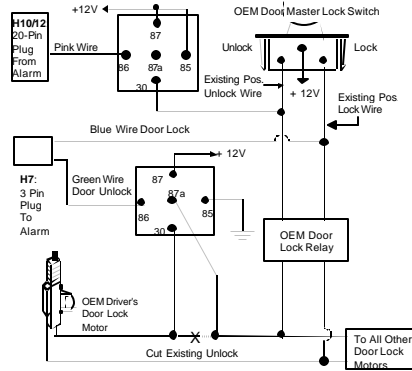 H10/12
20-Pin
Plug
From
Alarm
+12V
Pink Wire
87
86
87a
85
30
OEM Door Master Lock Switch
Unlock
Lock
Existing Pos.
Unlock Wire
+ 12V
Existing Pos
Lock Wire
Blue Wire Door Lock
H7:
3 Pin
Plug
To
Alarm
Green Wire
Door Unlock
+ 12V
87
87a
86
85
30
OEM Door
Lock Relay
OEM Driver's
Door Lock
Motor
X
Cut Existing Unlock
To All Other
Door Lock
Motors